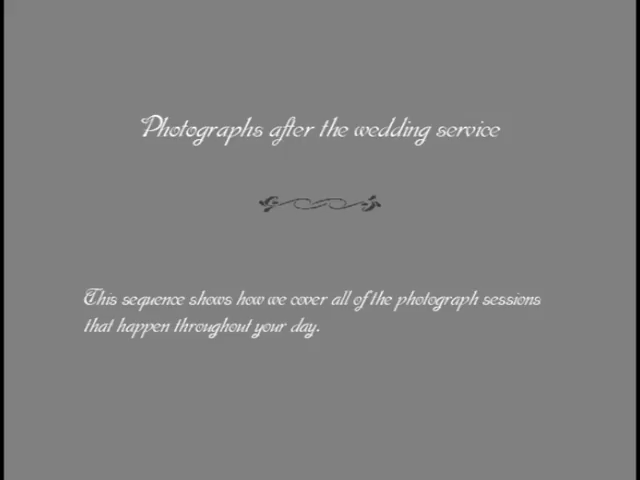 Photographs after the wedding service
This sequence shows how we cover all of the photograph sessions
that happen throughout your day.